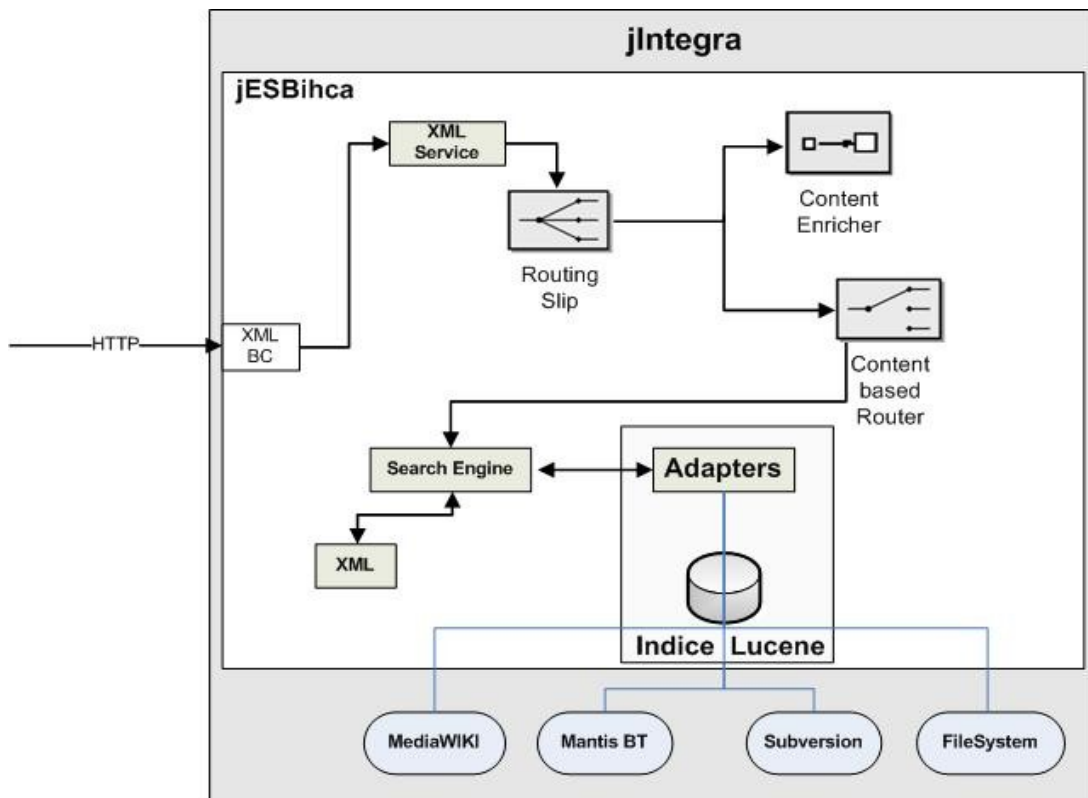 jIntegra
jESBihca
XML
Service
Content
Enricher
Routing
Slip
HTTP
XML
BC
Content
based
Router
Search Engine
Adapters
XML
Indice Lucene
MediaWIKI
Mantis BT
Subversion
FileSystem